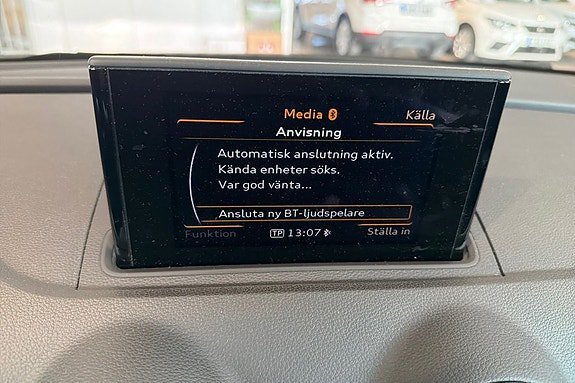 Media Källa
Anvisning
Automatisk anslutning aktiv.
Kända enheter söks.
Var god vänta...
Ansluta ny BT-ljudspelare
Funktion TP 13:07 Ställa in